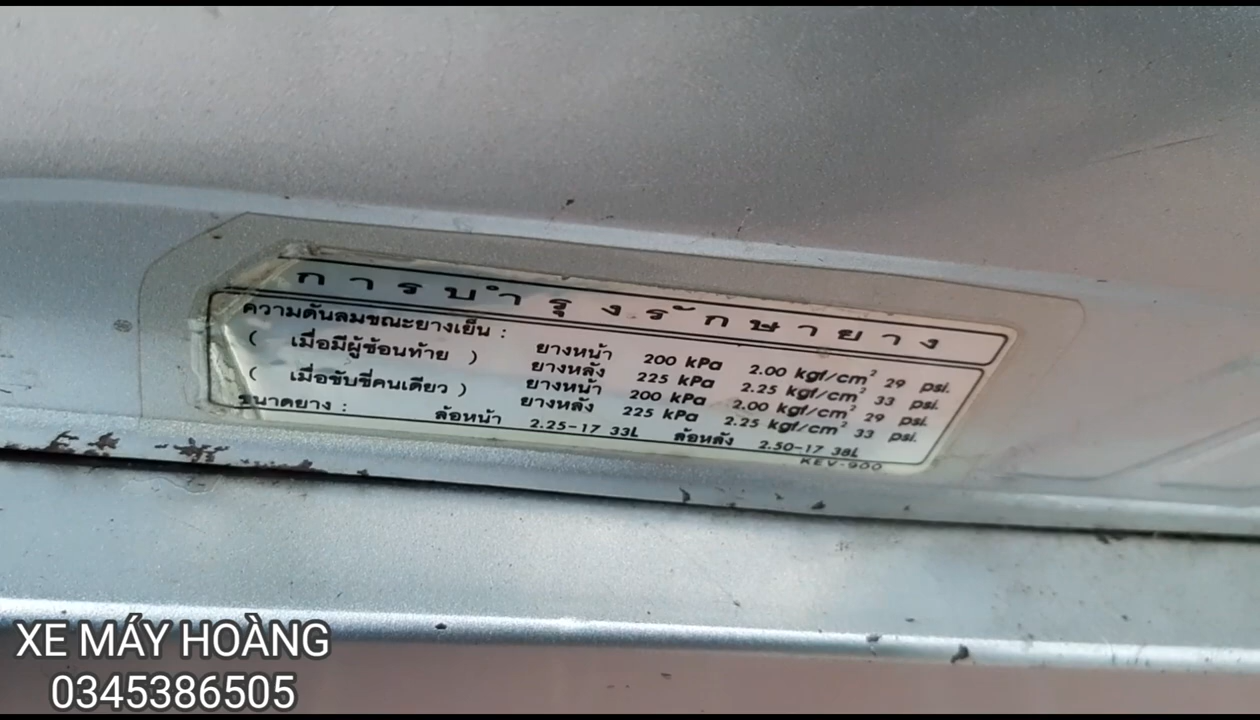 การบำรุงรักษายาง
ความดันลมขณะยางเย็น :
( เมื่อมีผู้ซ้อนท้าย ) ยางหน้า 200 kPa 2.00 kgf/cm² 29 psi.
ยางหลัง 225 kPa 2.25 kgf/cm² 33 psi.
( เมื่อขับขี่คนเดียว ) ยางหน้า 200 kPa 2.00 kgf/cm² 29 psi.
ยางหลัง 225 kPa 2.25 kgf/cm² 33 psi.
ขนาดยาง : ล้อหน้า 2.25-17 33L ล้อหลัง 2.50-17 38L
KEV-900
XE MÁY HOÀNG
0345386505